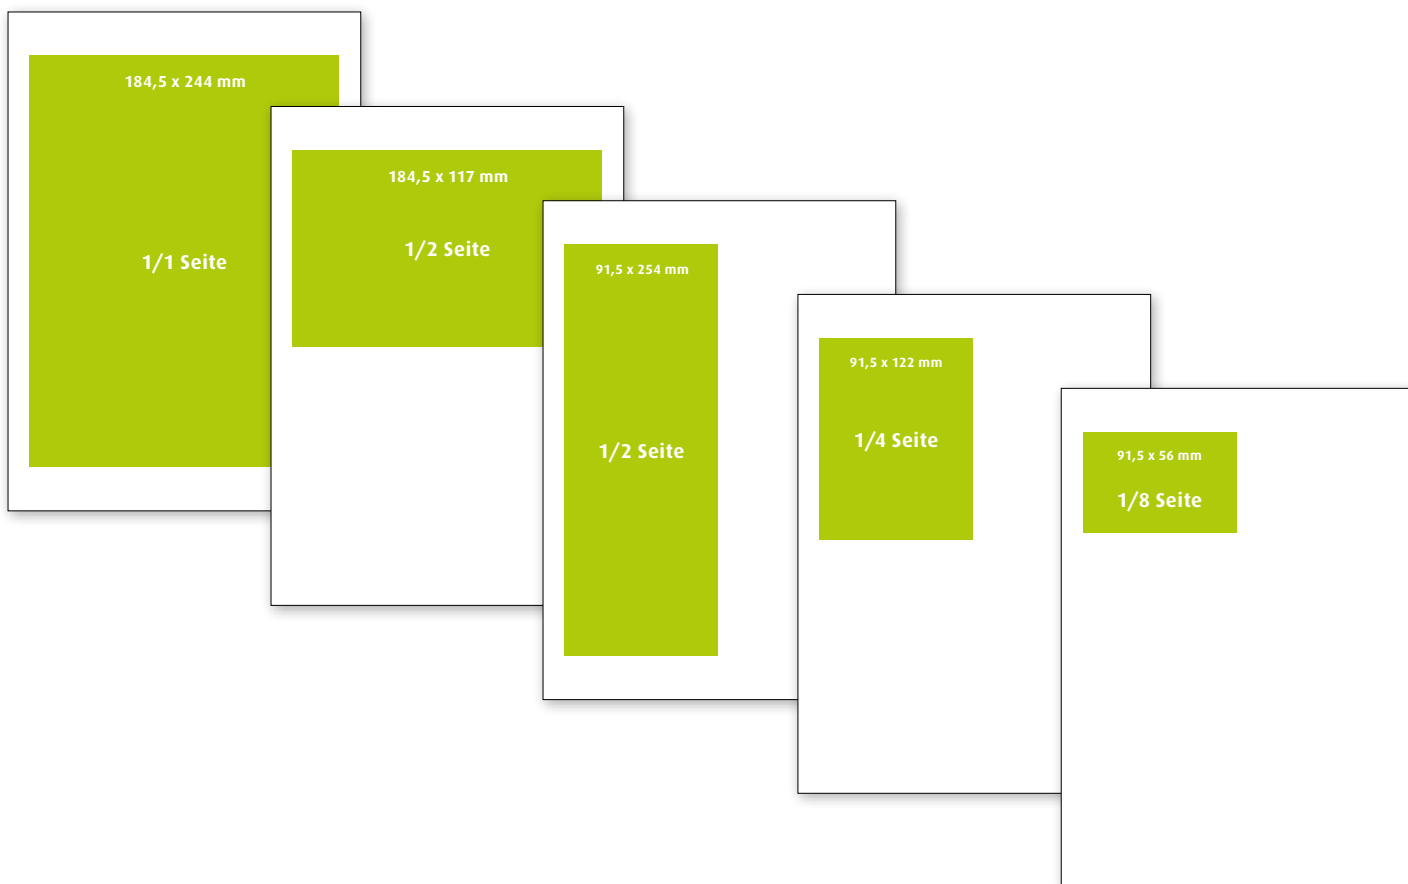 184,5 x 244 mm
1/1 Seite
184,5 x 117 mm
1/2 Seite
91,5 x 254 mm
1/2 Seite
91,5 x 122 mm
1/4 Seite
91,5 x 56 mm
1/8 Seite